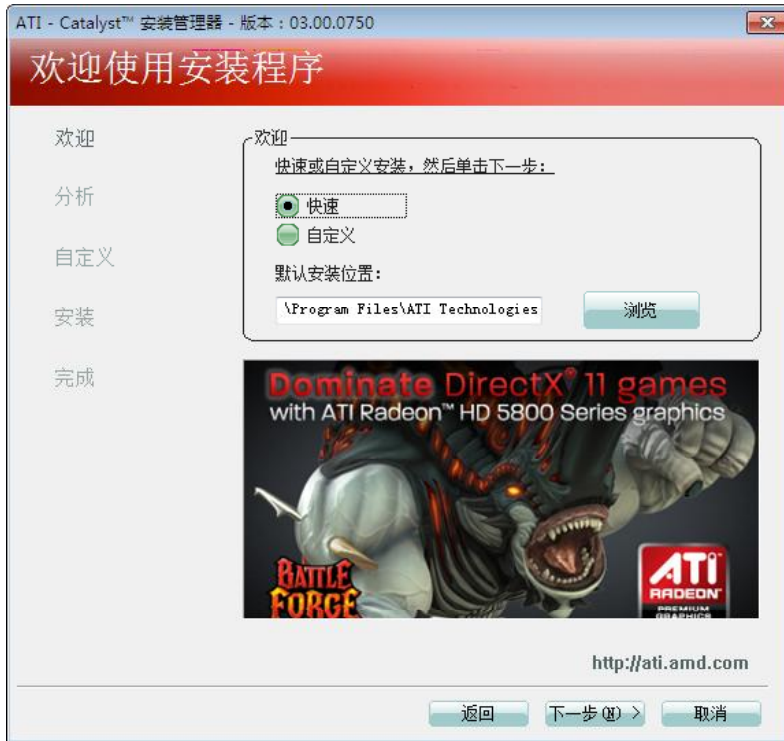 ATI - Catalyst™ 安装管理器 - 版本：03.00.0750
欢迎使用安装程序
欢迎
分析
自定义
安装
完成
欢迎
快速或自定义安装，然后单击下一步：
快速
自定义
默认安装位置：
\Program Files\ATI Technologies
浏览
Dominate DirectX® 11 games
with ATI Radeon™ HD 5800 Series graphics
BATTLE
FORGE
ATI
RADEON
PREMIUM
GRAPHICS
http://ati.amd.com
返回
下一步(N) >
取消